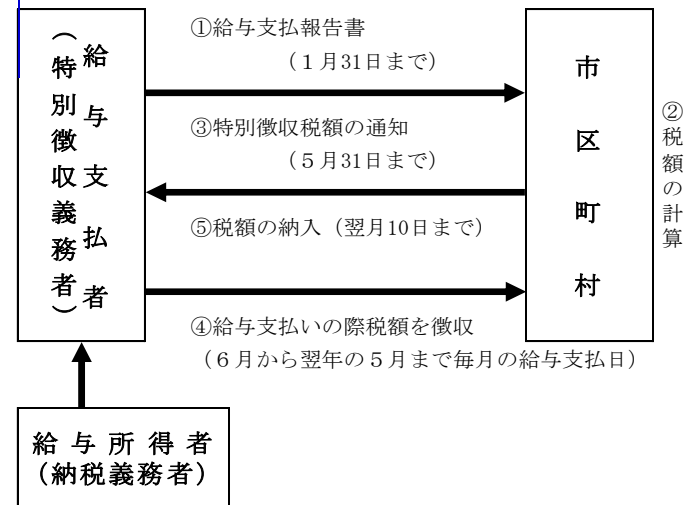 給与支払者
（特別徴収義務者）
①給与支払報告書
（１月31日まで）
③特別徴収税額の通知
（５月31日まで）
⑤税額の納入（翌月10日まで）
④給与支払いの際税額を徴収
（６月から翌年の５月まで毎月の給与支払日）
市区町村
②税額の計算
給与所得者
（納税義務者）